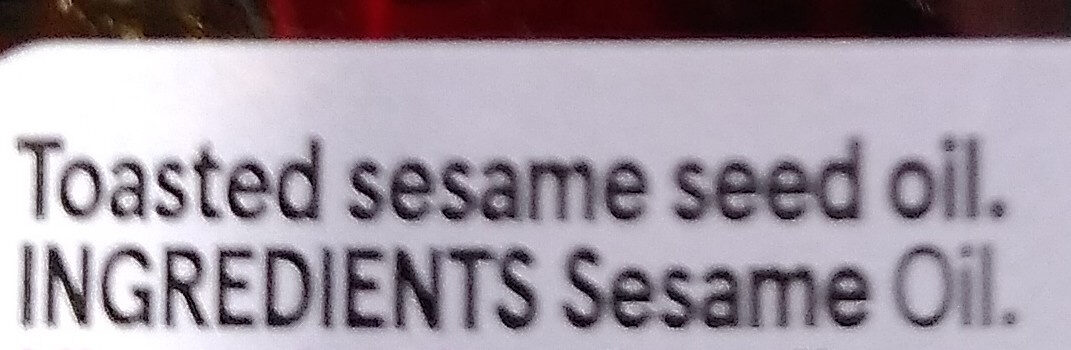 Toasted sesame seed oil.
INGREDIENTS Sesame Oil.